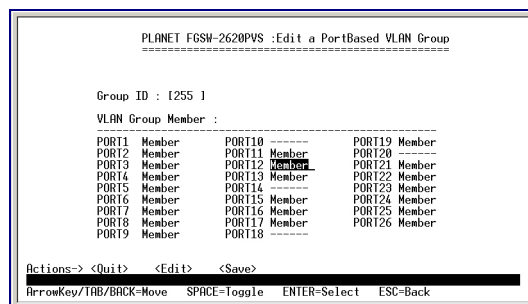 PLANET FGSW-2620PVS :Edit a PortBased VLAN Group
================================================
Group ID : [255 ]
VLAN Group Member :
-----------------------------------------------------
PORT1 Member PORT10 ------ PORT19 Member
PORT2 Member PORT11 Member PORT20 ------
PORT3 Member PORT12 Member PORT21 Member
PORT4 Member PORT13 Member PORT22 Member
PORT5 Member PORT14 ------ PORT23 Member
PORT6 Member PORT15 Member PORT24 Member
PORT7 Member PORT16 Member PORT25 Member
PORT8 Member PORT17 Member PORT26 Member
PORT9 Member PORT18 ------
Actions-> <Quit> <Edit> <Save>
ArrowKey/TAB/BACK=Move SPACE=Toggle ENTER=Select ESC=Back